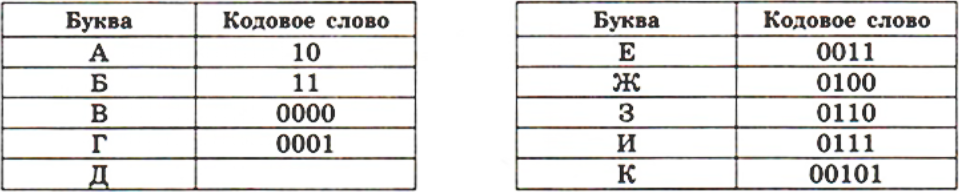 Буква Кодовое слово
А 10
Б 11
В 0000
Г 0001
Д
Буква Кодовое слово
Е 0011
Ж 0100
З 0110
И 0111
К 00101